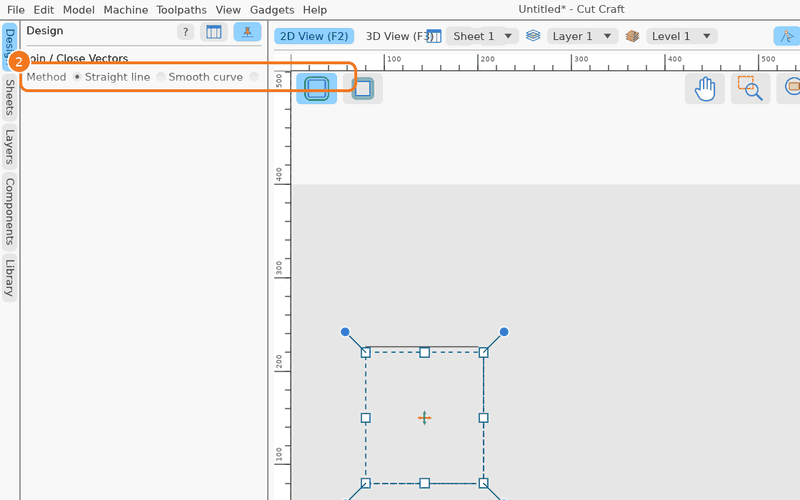 File Edit Model Machine Toolpaths View Gadgets Help Untitled* - Cut Craft
Design
Sheets
Layers
Components
Library
Design ?
2
oin / Close Vectors
Method Straight line Smooth curve
2D View (F2) 3D View (F3) Sheet 1 Layer 1 Level 1
100 200 300 400 500
500
400
300
200
100